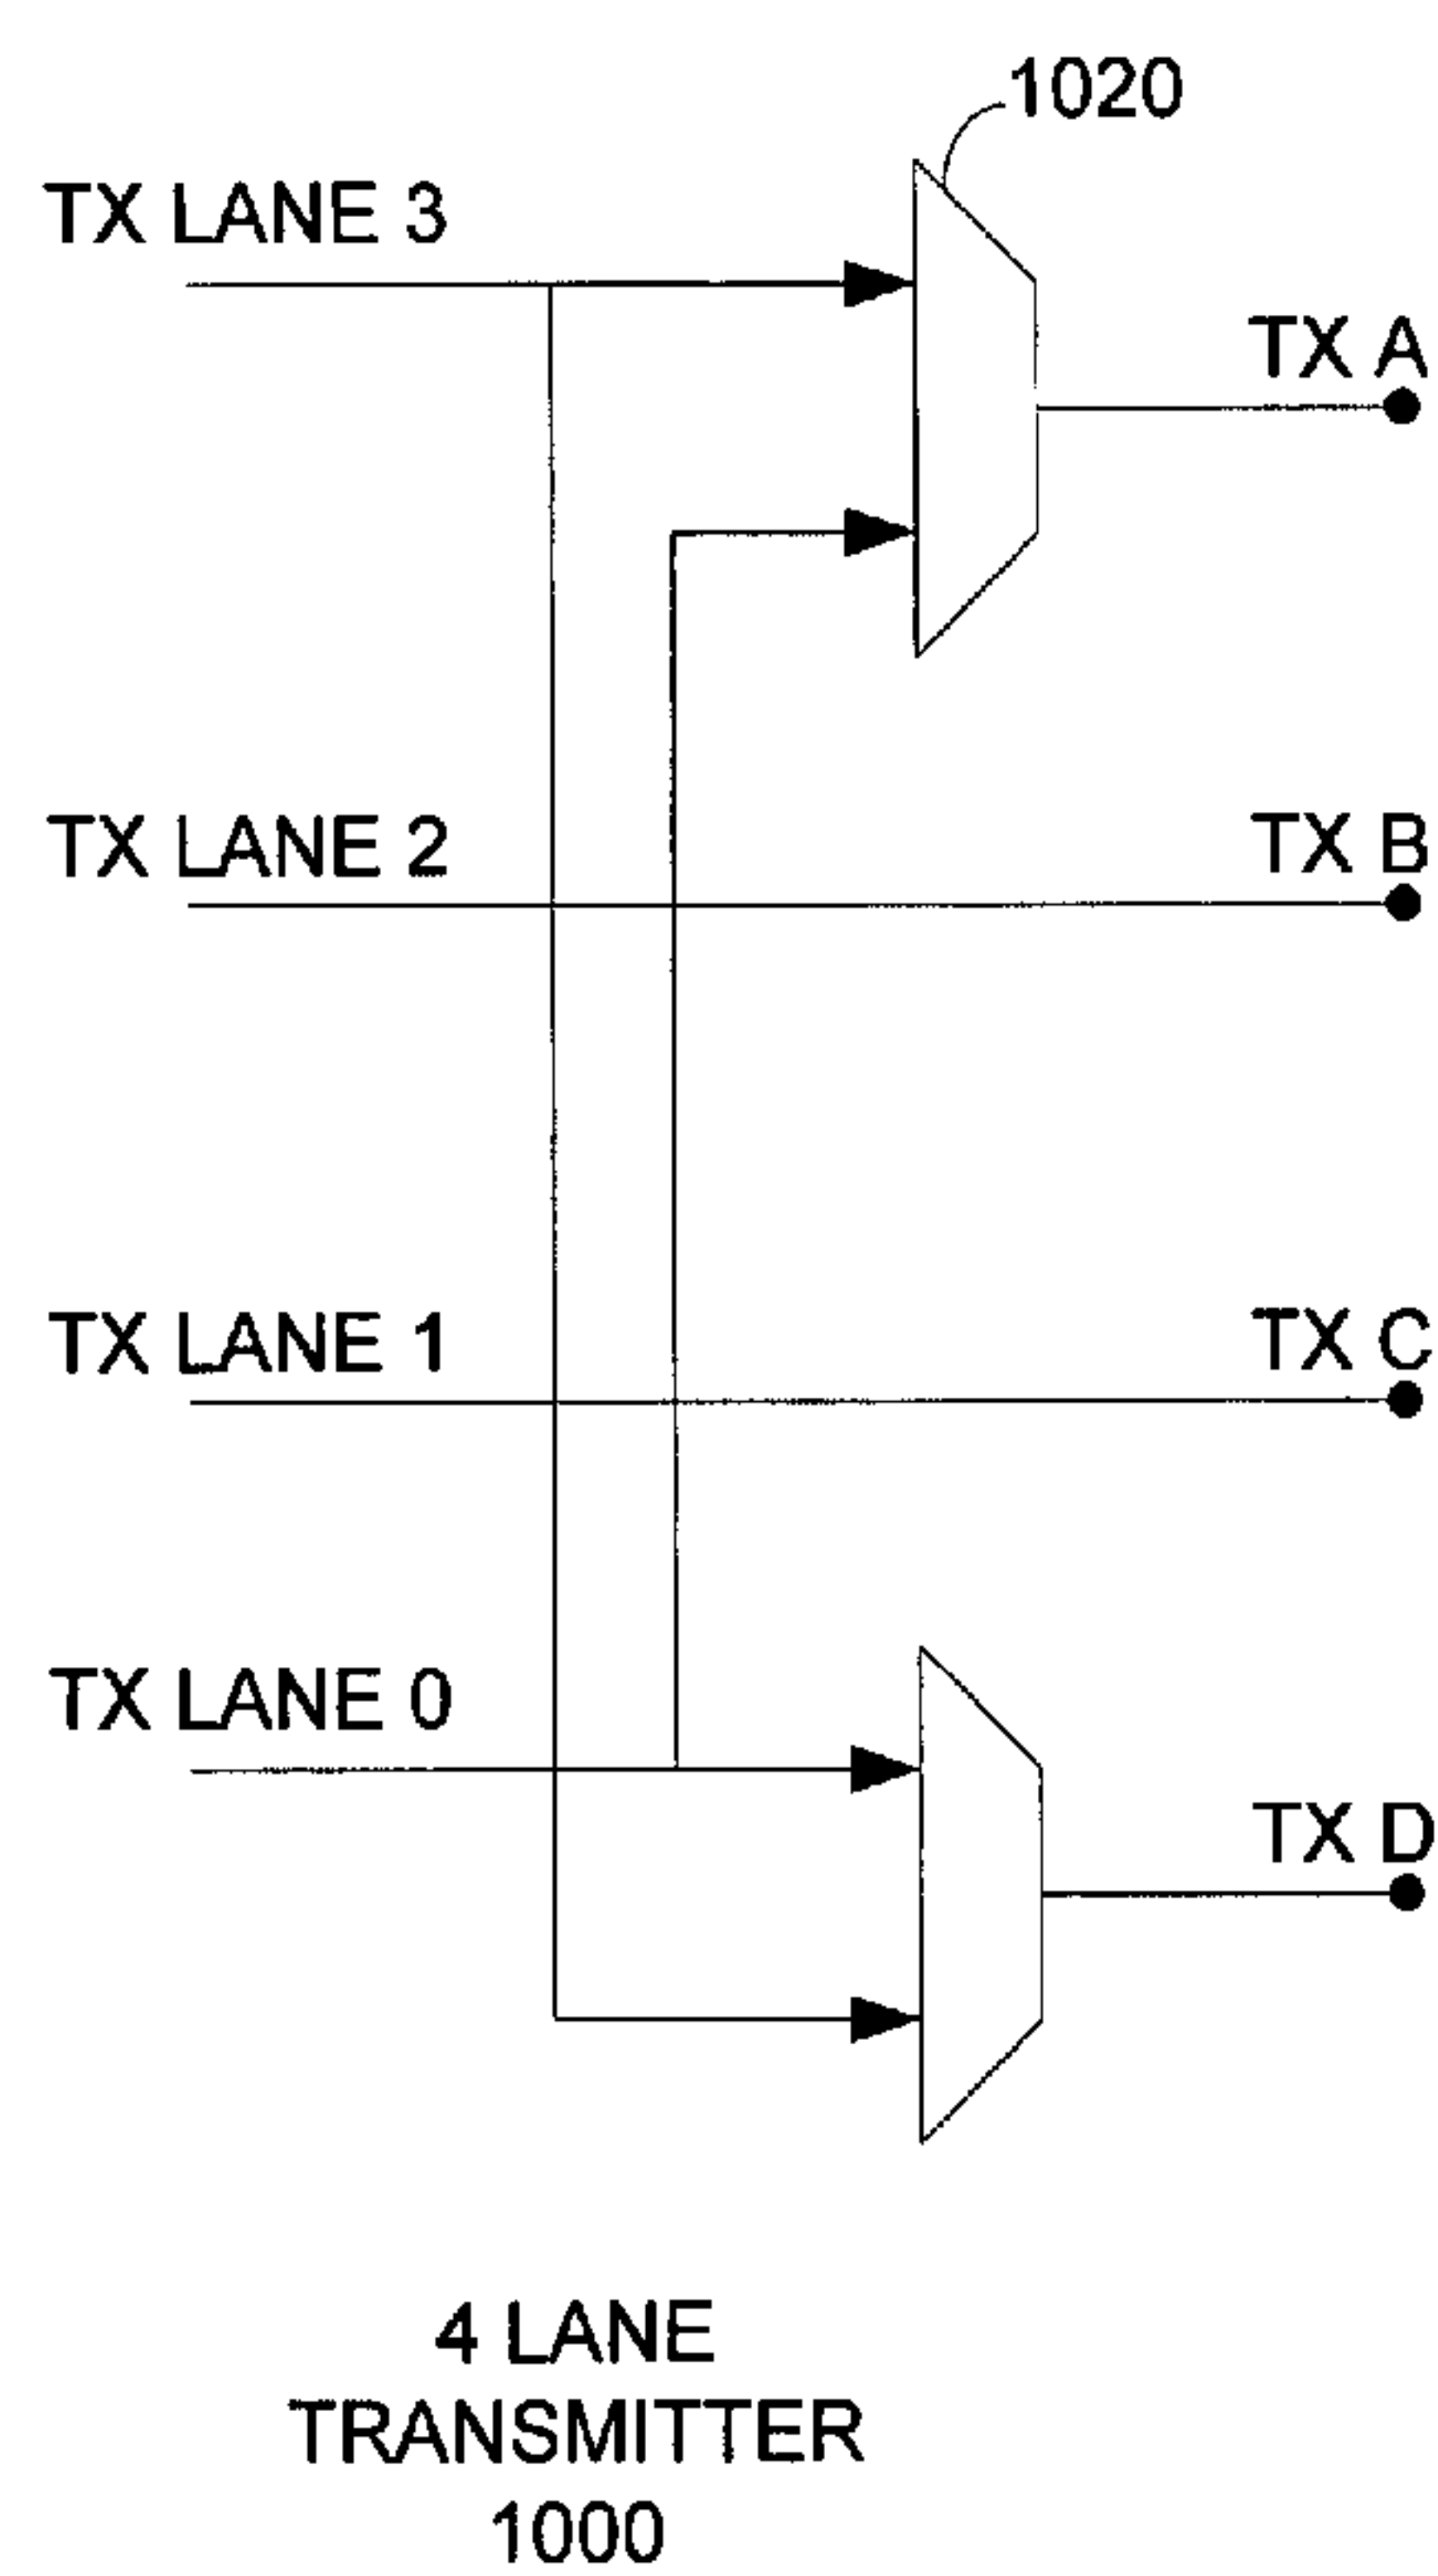 1020
TX LANE 3
TX A
TX LANE 2
TX B
TX LANE 1
TX C
TX LANE 0
TX D
4 LANE
TRANSMITTER
1000